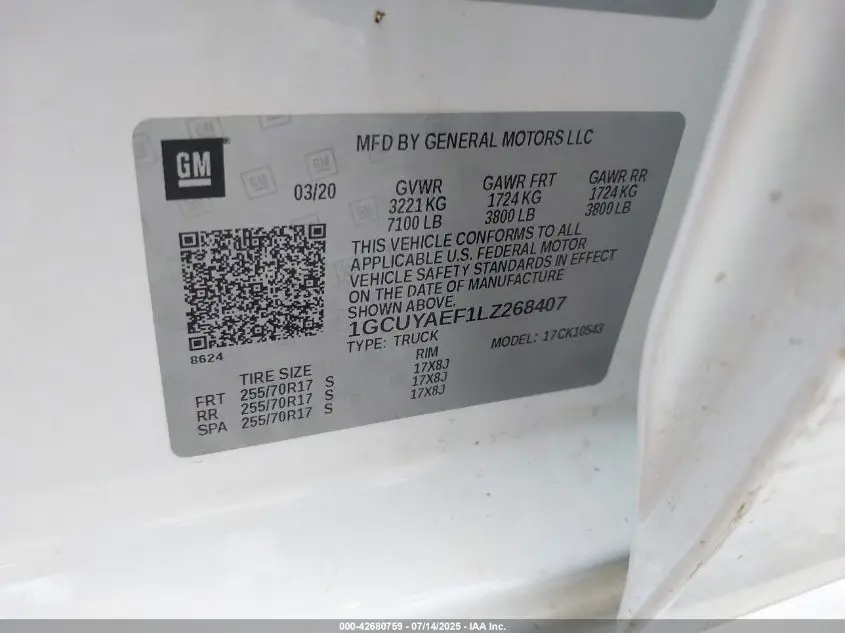 GM
MFD BY GENERAL MOTORS LLC
03/20
GVWR GAWR FRT GAWR RR
3221 KG 1724 KG 1724 KG
7100 LB 3800 LB 3800 LB
THIS VEHICLE CONFORMS TO ALL
APPLICABLE U.S. FEDERAL MOTOR
VEHICLE SAFETY STANDARDS IN EFFECT
ON THE DATE OF MANUFACTURE
SHOWN ABOVE.
1GCUYAEF1LZ268407
8624
TYPE: TRUCK MODEL: 17CK10543
TIRE SIZE RIM
FRT 255/70R17 S 17X8J
RR 255/70R17 S 17X8J
SPA 255/70R17 S 17X8J
000-42680759 - 07/14/2025 - IAA Inc.